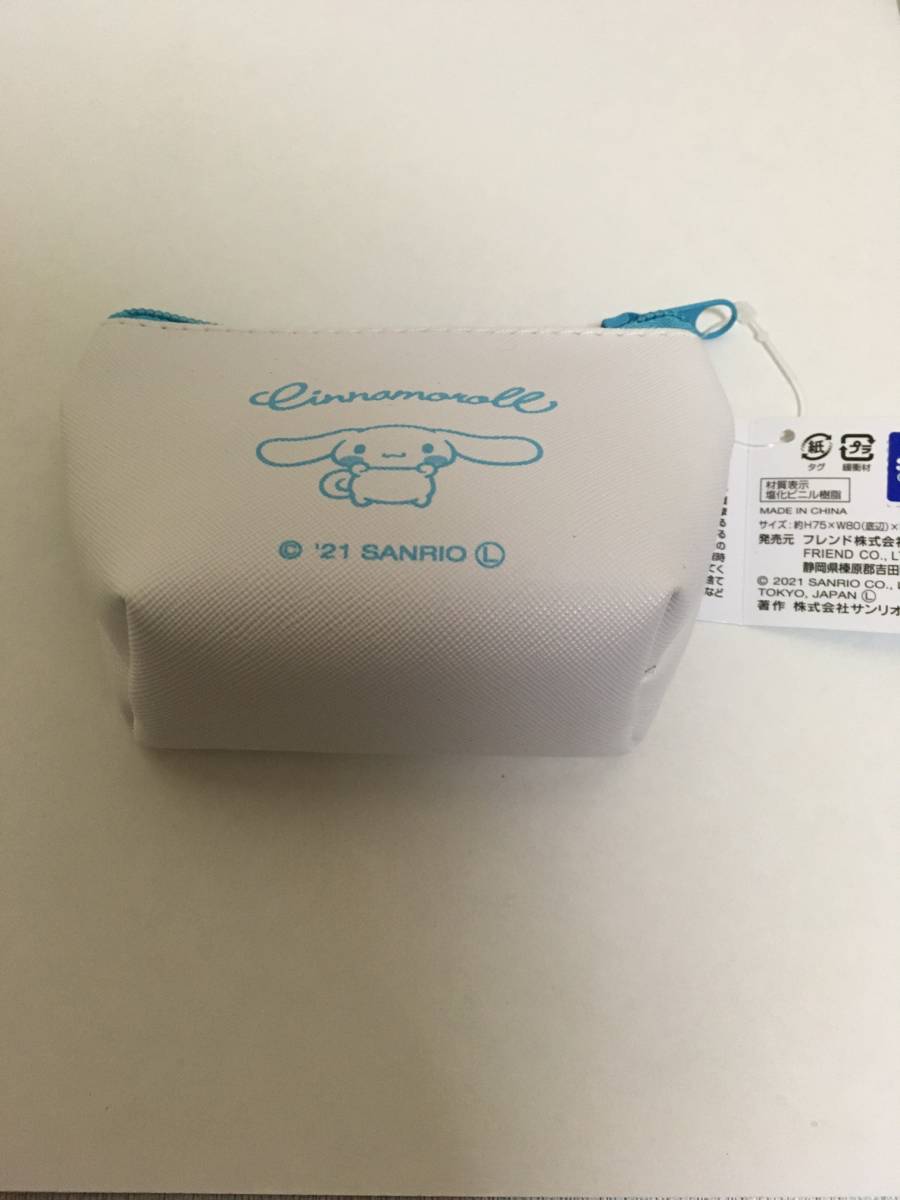 Cinnamoroll
© '21 SANRIO Ⓛ
紙
タグ
プラ
緩衝材
材質表示
塩化ビニル樹脂
MADE IN CHINA
サイズ：約H75×W80(底辺)×
発売元 フレンド株式会
FRIEND CO., L
静岡県榛原郡吉田
© 2021 SANRIO CO.,
TOKYO, JAPAN Ⓛ
著作 株式会社サンリオ